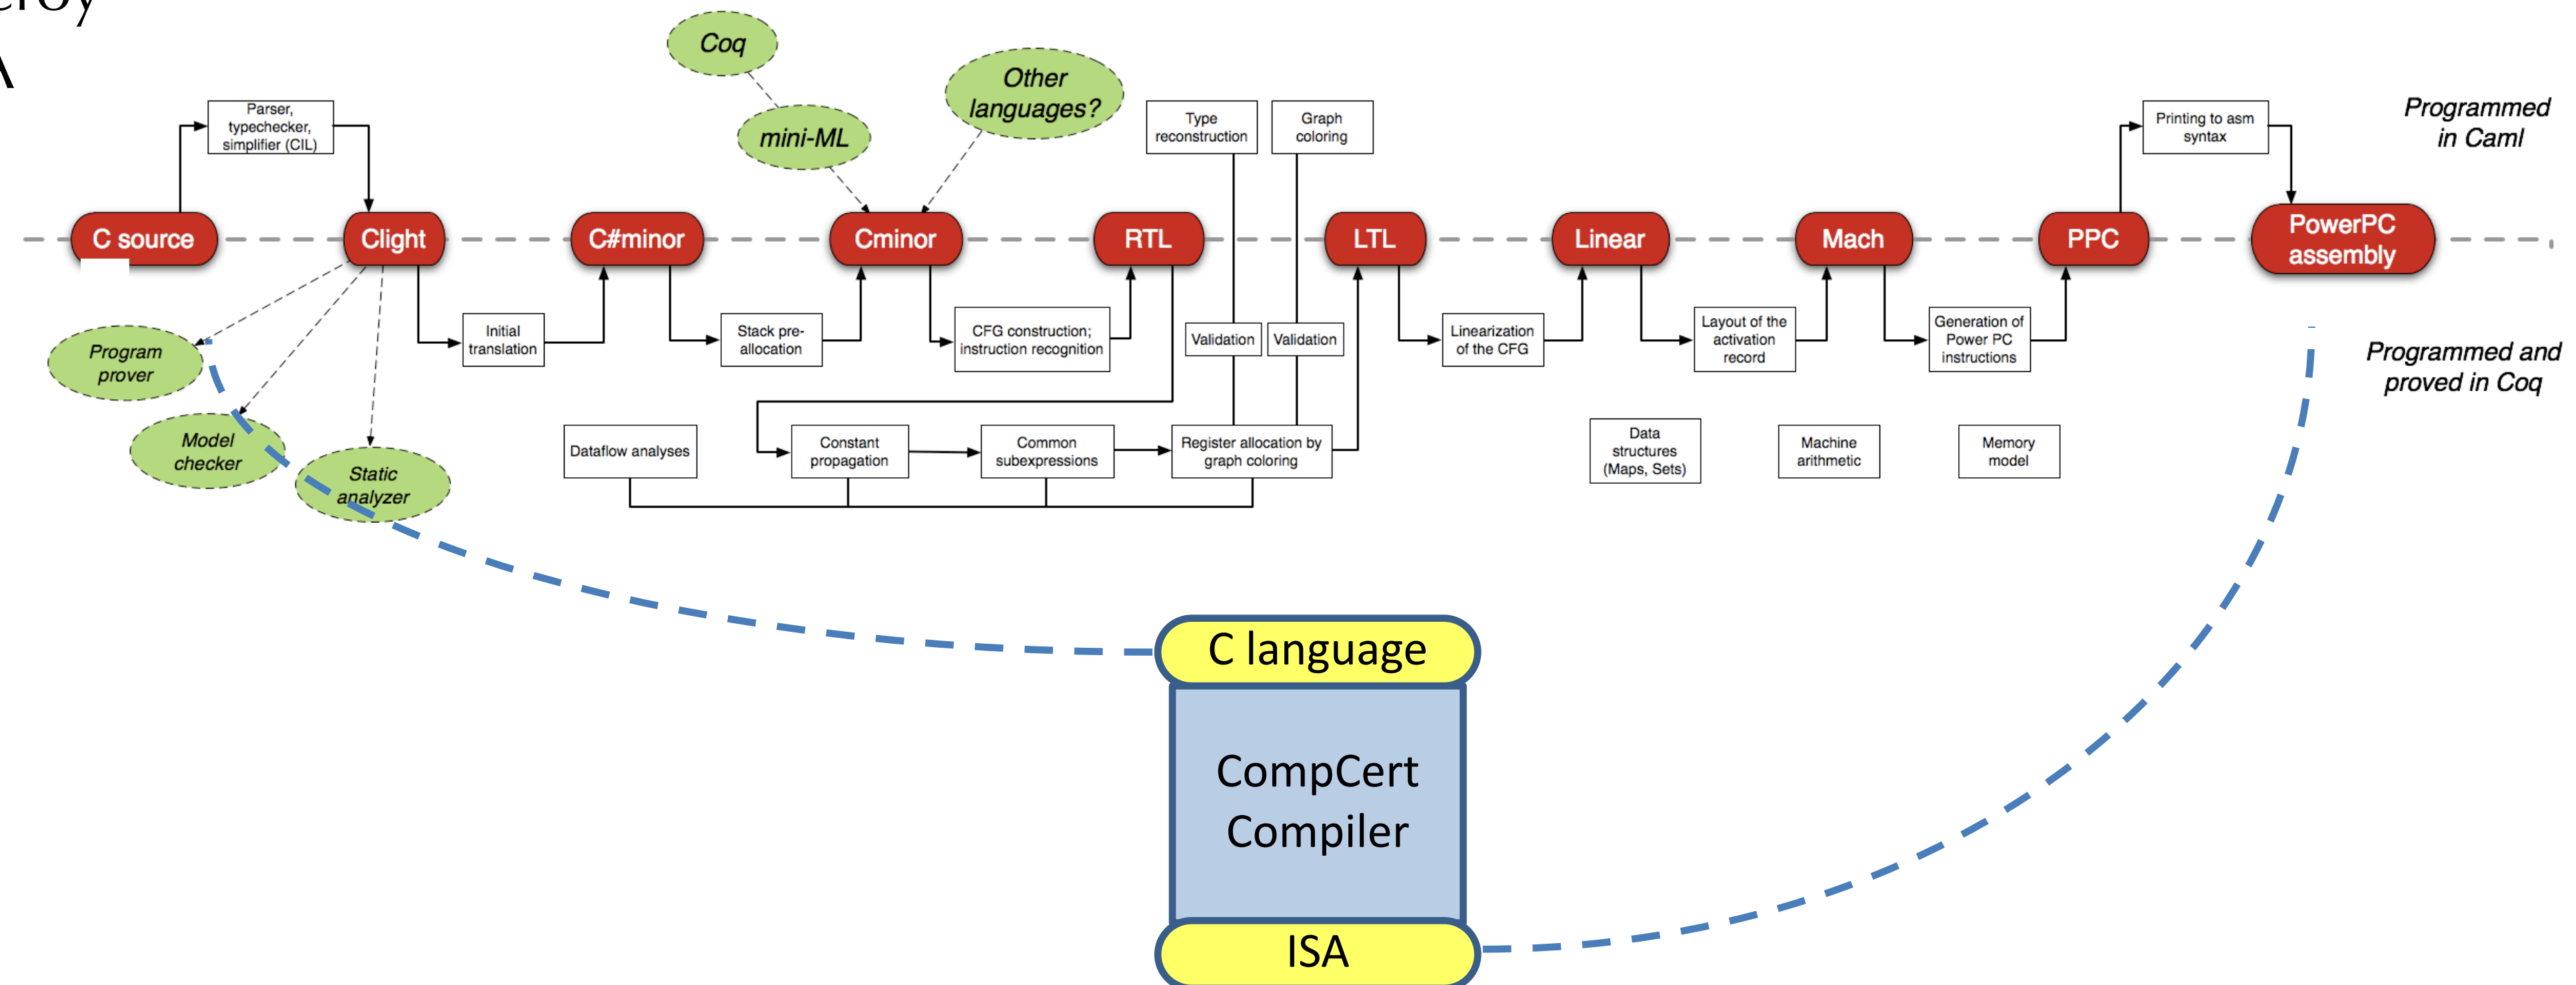 Coq
Other
languages?
mini-ML
Parser,
typechecker,
simplifier (CIL)
Type
reconstruction
Graph
coloring
Printing to asm
syntax
Programmed
in Caml
C source
Clight
C#minor
Cminor
RTL
LTL
Linear
Mach
PPC
PowerPC
assembly
Initial
translation
Stack pre-
allocation
CFG construction;
instruction recognition
Validation
Validation
Linearization
of the CFG
Layout of the
activation
record
Generation of
Power PC
instructions
Programmed and
proved in Coq
Program
prover
Model
checker
Static
analyzer
Dataflow analyses
Constant
propagation
Common
subexpressions
Register allocation by
graph coloring
Data
structures
(Maps, Sets)
Machine
arithmetic
Memory
model
C language
CompCert
Compiler
ISA